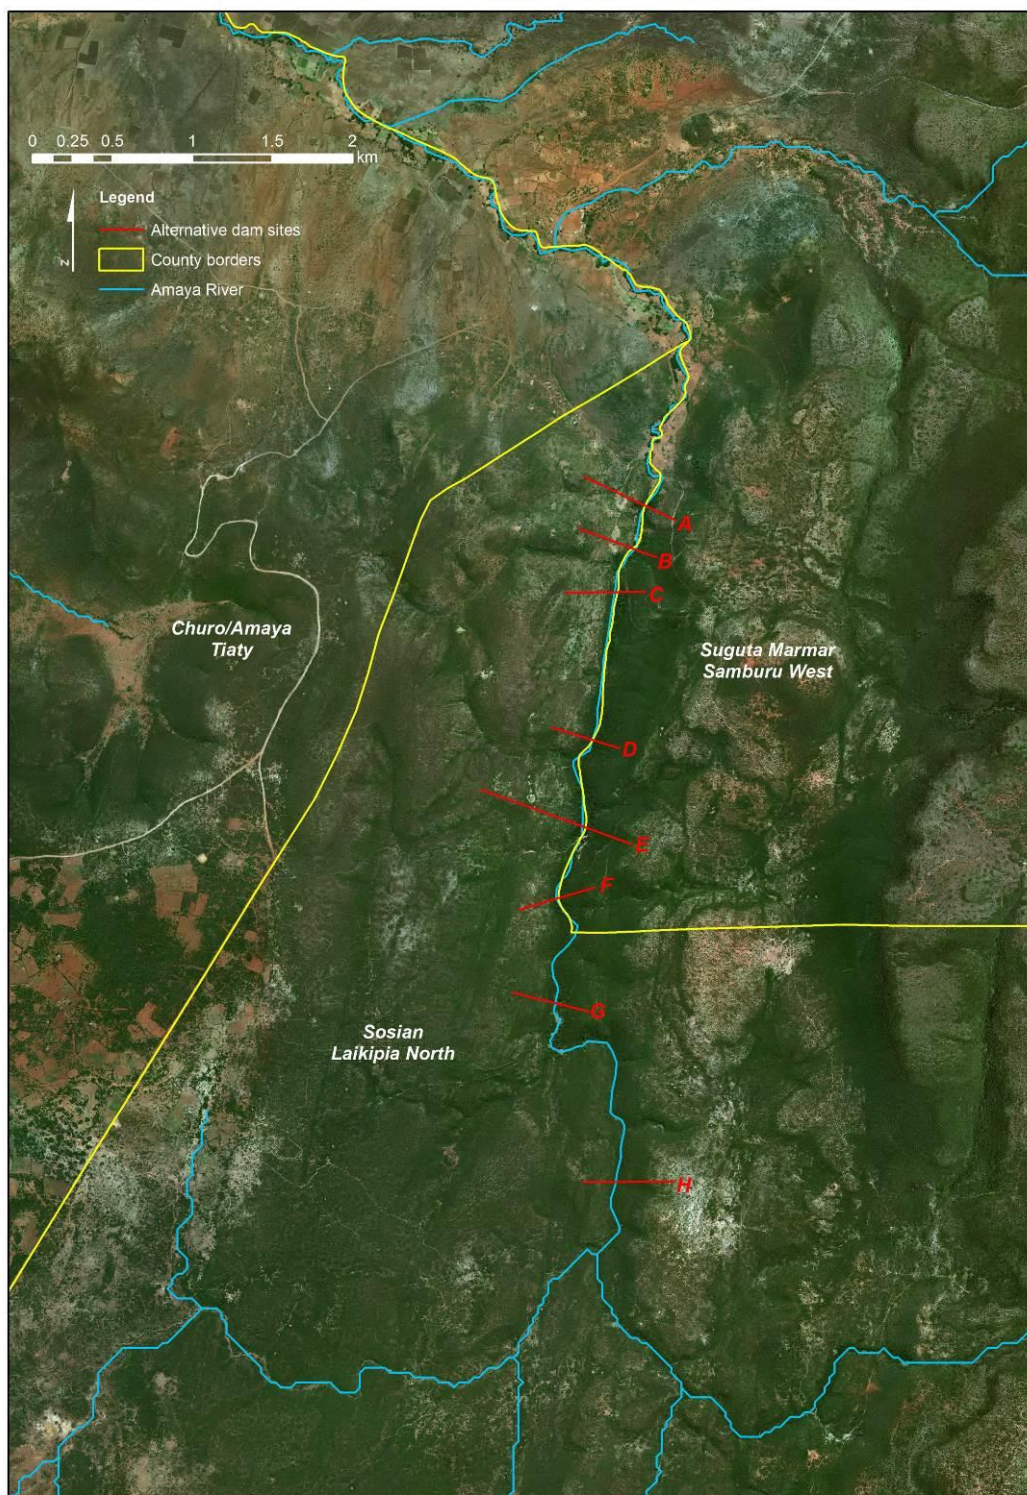 0 0.25 0.5 1 1.5 2
km
Legend
Alternative dam sites
County borders
Amaya River
N
A
B
C
Churo/Amaya
Tiaty
Suguta Marmar
Samburu West
D
E
F
G
Sosian
Laikipia North
H